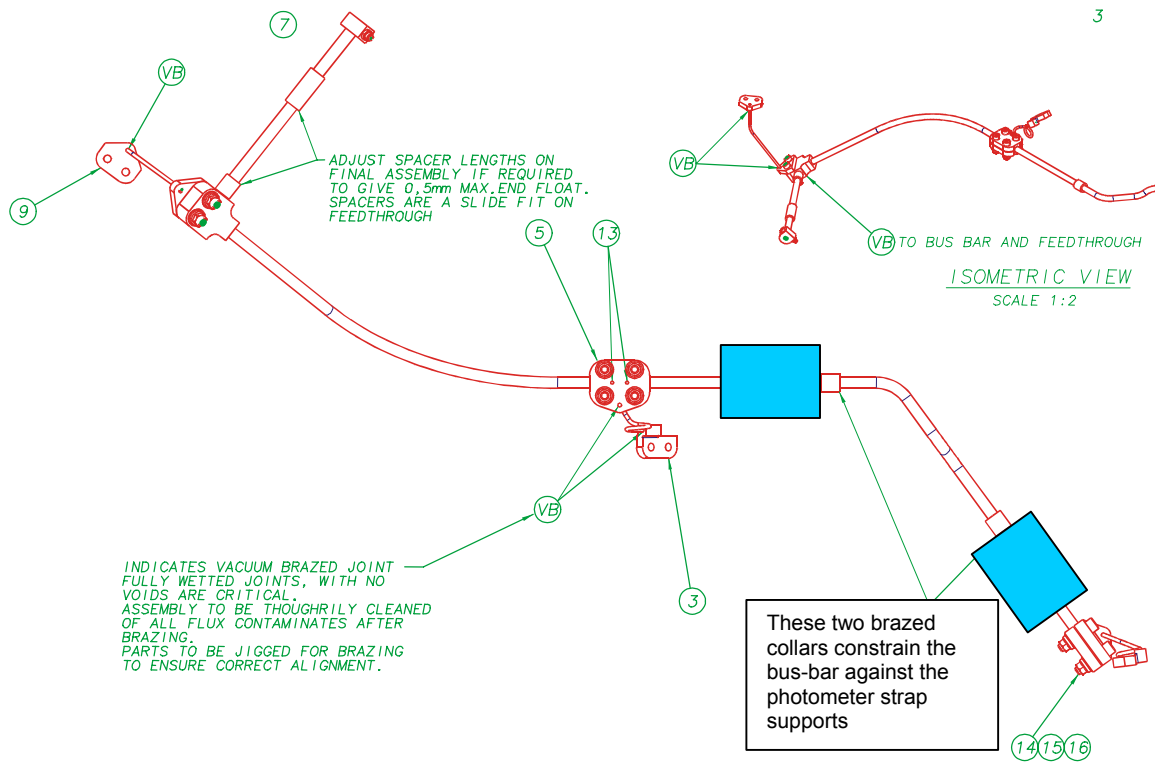 7
3
VB
9
ADJUST SPACER LENGTHS ON
FINAL ASSEMBLY IF REQUIRED
TO GIVE 0,5mm MAX.END FLOAT.
SPACERS ARE A SLIDE FIT ON
FEEDTHROUGH
VB
VB TO BUS BAR AND FEEDTHROUGH
ISOMETRIC VIEW
SCALE 1:2
5
13
VB
INDICATES VACUUM BRAZED JOINT
FULLY WETTED JOINTS, WITH NO
VOIDS ARE CRITICAL.
ASSEMBLY TO BE THOUGHRILY CLEANED
OF ALL FLUX CONTAMINATES AFTER
BRAZING.
PARTS TO BE JIGGED FOR BRAZING
TO ENSURE CORRECT ALIGNMENT.
3
These two brazed
collars constrain the
bus-bar against the
photometer strap
supports
14 15 16